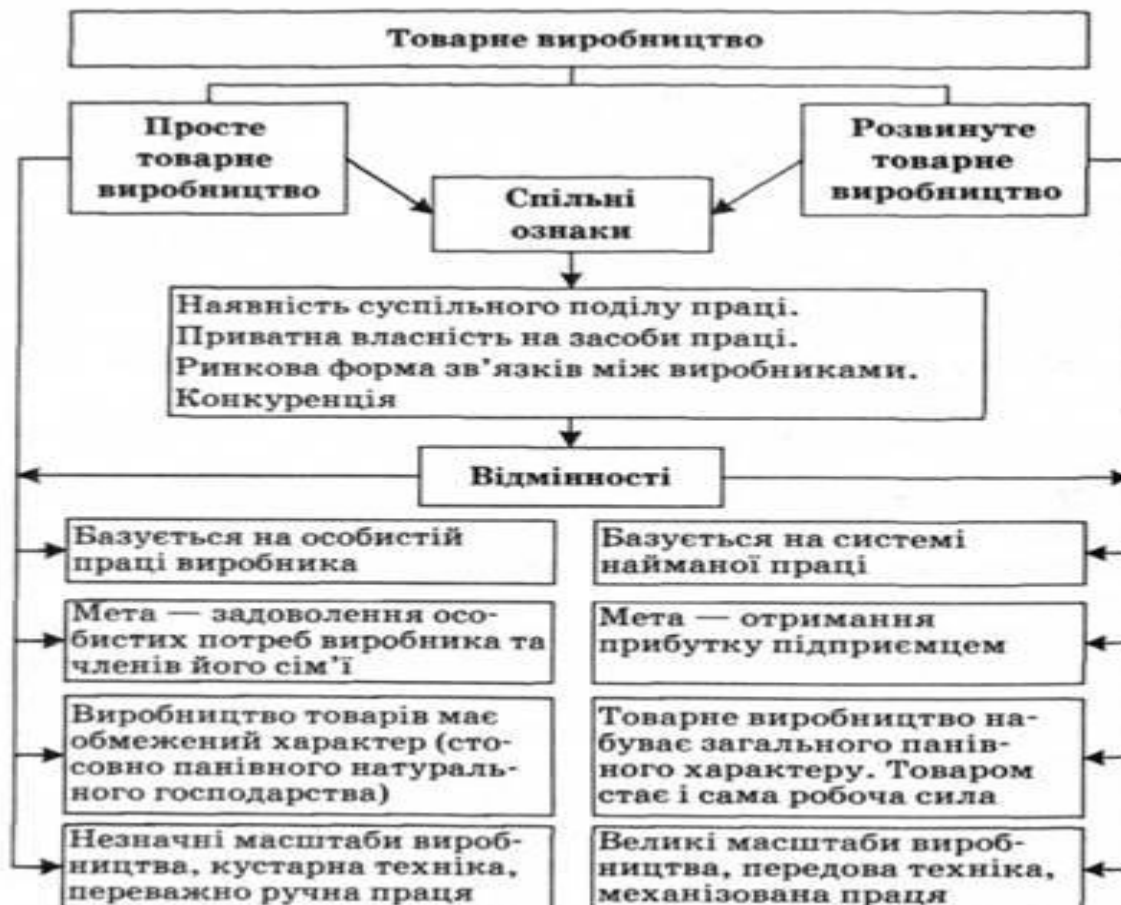 Товарне виробництво
Просте
товарне
виробництво
Розвинуте
товарне
виробництво
Спільні
ознаки
Наявність суспільного поділу праці.
Приватна власність на засоби праці.
Ринкова форма зв’язків між виробниками.
Конкуренція
Відмінності
Базується на особистій
праці виробника
Базується на системі
найманої праці
Мета — задоволення осо-
бистих потреб виробника та
членів його сім’ї
Мета — отримання
прибутку підприємцем
Виробництво товарів має
обмежений характер (сто-
совно панівного натураль-
ного господарства)
Товарне виробництво на-
буває загального панів-
ного характеру. Товаром
стає і сама робоча сила
Незначні масштаби вироб-
ництва, кустарна техніка,
переважно ручна праця
Великі масштаби вироб-
ництва, передова техніка,
механізована праця